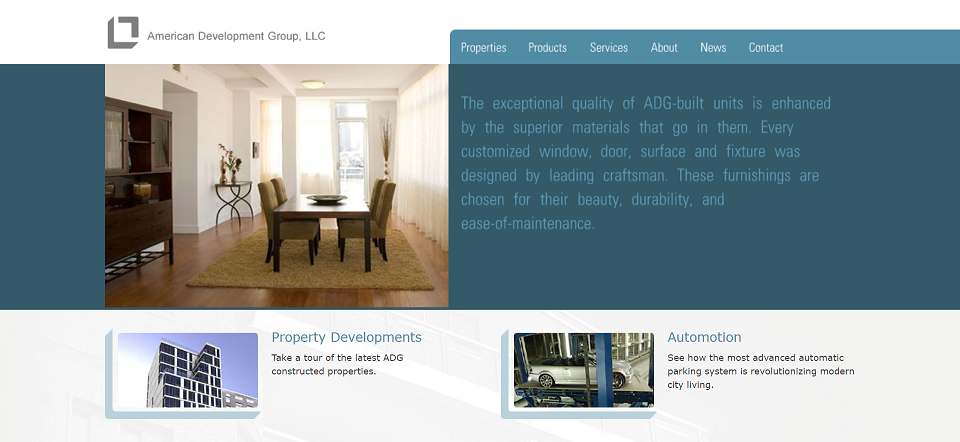 American Development Group, LLC
Properties Products Services About News Contact
The exceptional quality of ADG-built units is enhanced
by the superior materials that go in them. Every
customized window, door, surface and fixture was
designed by leading craftsman. These furnishings are
chosen for their beauty, durability, and
ease-of-maintenance.
Property Developments
Take a tour of the latest ADG
constructed properties.
Automotion
See how the most advanced automatic
parking system is revolutionizing modern
city living.